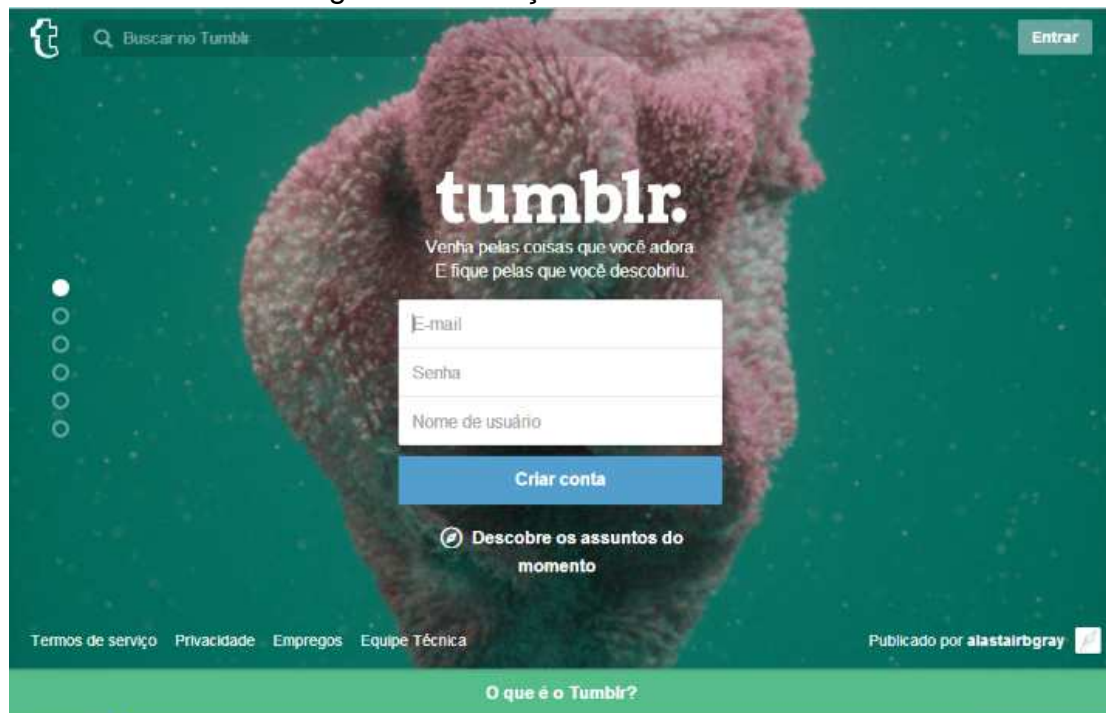 t Buscar no Tumblr Entrar
tumblr.
Venha pelas coisas que você adora
E fique pelas que você descobriu.
E-mail
Senha
Nome de usuário
Criar conta
Descobre os assuntos do
momento
Termos de serviço Privacidade Empregos Equipe Técnica Publicado por alastairbgray
O que é o Tumblr?